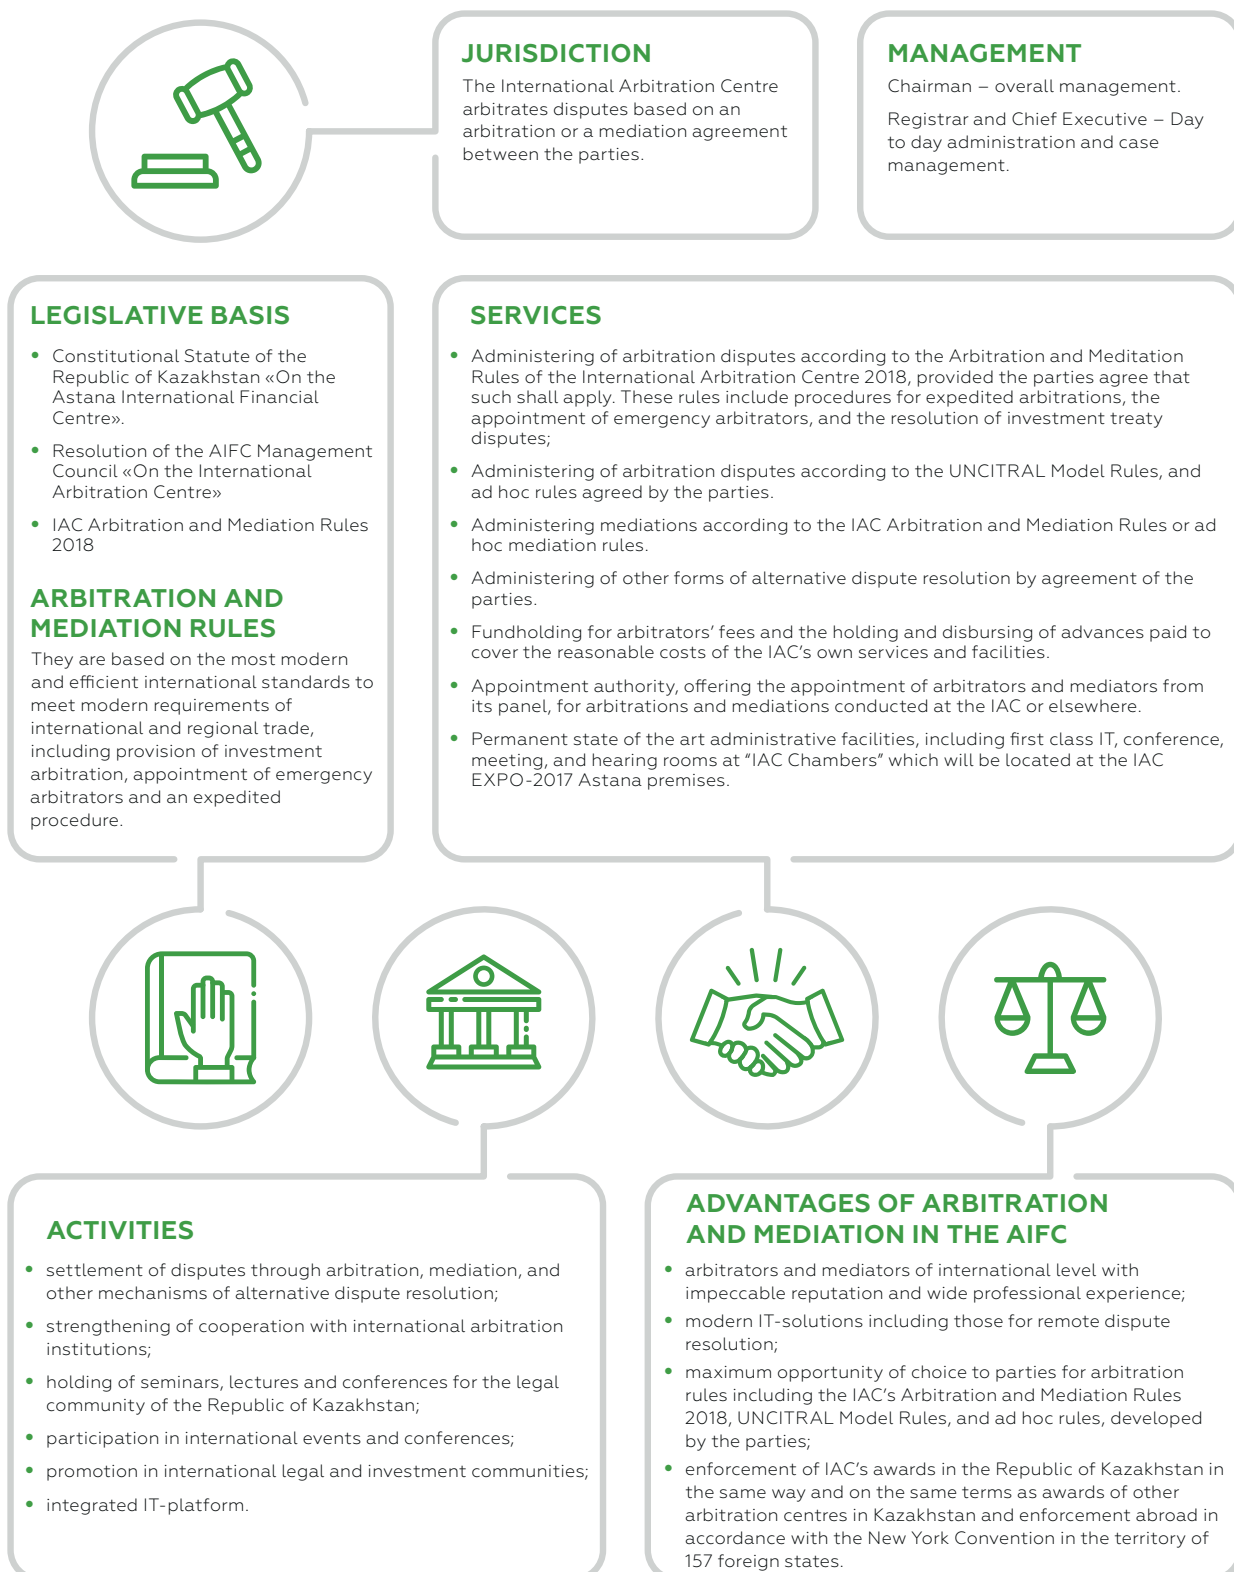 JURISDICTION
The International Arbitration Centre
arbitrates disputes based on an
arbitration or a mediation agreement
between the parties.
MANAGEMENT
Chairman – overall management.
Registrar and Chief Executive – Day
to day administration and case
management.
LEGISLATIVE BASIS
• Constitutional Statute of the
Republic of Kazakhstan «On the
Astana International Financial
Centre».
• Resolution of the AIFC Management
Council «On the International
Arbitration Centre»
• IAC Arbitration and Mediation Rules
2018
ARBITRATION AND
MEDIATION RULES
They are based on the most modern
and efficient international standards to
meet modern requirements of
international and regional trade,
including provision of investment
arbitration, appointment of emergency
arbitrators and an expedited
procedure.
SERVICES
• Administering of arbitration disputes according to the Arbitration and Meditation
Rules of the International Arbitration Centre 2018, provided the parties agree that
such shall apply. These rules include procedures for expedited arbitrations, the
appointment of emergency arbitrators, and the resolution of investment treaty
disputes;
• Administering of arbitration disputes according to the UNCITRAL Model Rules, and
ad hoc rules agreed by the parties.
• Administering mediations according to the IAC Arbitration and Mediation Rules or ad
hoc mediation rules.
• Administering of other forms of alternative dispute resolution by agreement of the
parties.
• Fundholding for arbitrators' fees and the holding and disbursing of advances paid to
cover the reasonable costs of the IAC's own services and facilities.
• Appointment authority, offering the appointment of arbitrators and mediators from
its panel, for arbitrations and mediations conducted at the IAC or elsewhere.
• Permanent state of the art administrative facilities, including first class IT, conference,
meeting, and hearing rooms at "IAC Chambers" which will be located at the IAC
EXPO-2017 Astana premises.
ACTIVITIES
• settlement of disputes through arbitration, mediation, and
other mechanisms of alternative dispute resolution;
• strengthening of cooperation with international arbitration
institutions;
• holding of seminars, lectures and conferences for the legal
community of the Republic of Kazakhstan;
• participation in international events and conferences;
• promotion in international legal and investment communities;
• integrated IT-platform.
ADVANTAGES OF ARBITRATION
AND MEDIATION IN THE AIFC
• arbitrators and mediators of international level with
impeccable reputation and wide professional experience;
• modern IT-solutions including those for remote dispute
resolution;
• maximum opportunity of choice to parties for arbitration
rules including the IAC's Arbitration and Mediation Rules
2018, UNCITRAL Model Rules, and ad hoc rules, developed
by the parties;
• enforcement of IAC's awards in the Republic of Kazakhstan in
the same way and on the same terms as awards of other
arbitration centres in Kazakhstan and enforcement abroad in
accordance with the New York Convention in the territory of
157 foreign states.